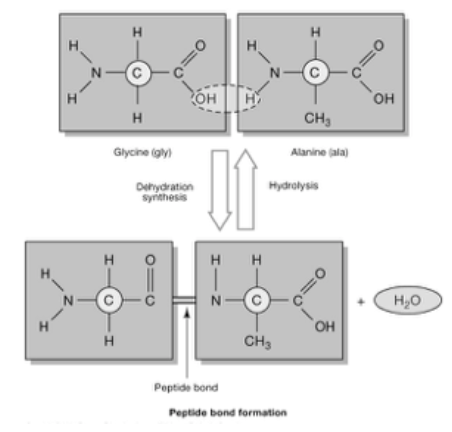 H H O H H O
N C C N C C
H OH H OH
H CH3
Glycine (gly) Alanine (ala)
Dehydration
synthesis
Hydrolysis
H H O H H O
N C C N C C + H2O
H H CH3 OH
Peptide bond
Peptide bond formation